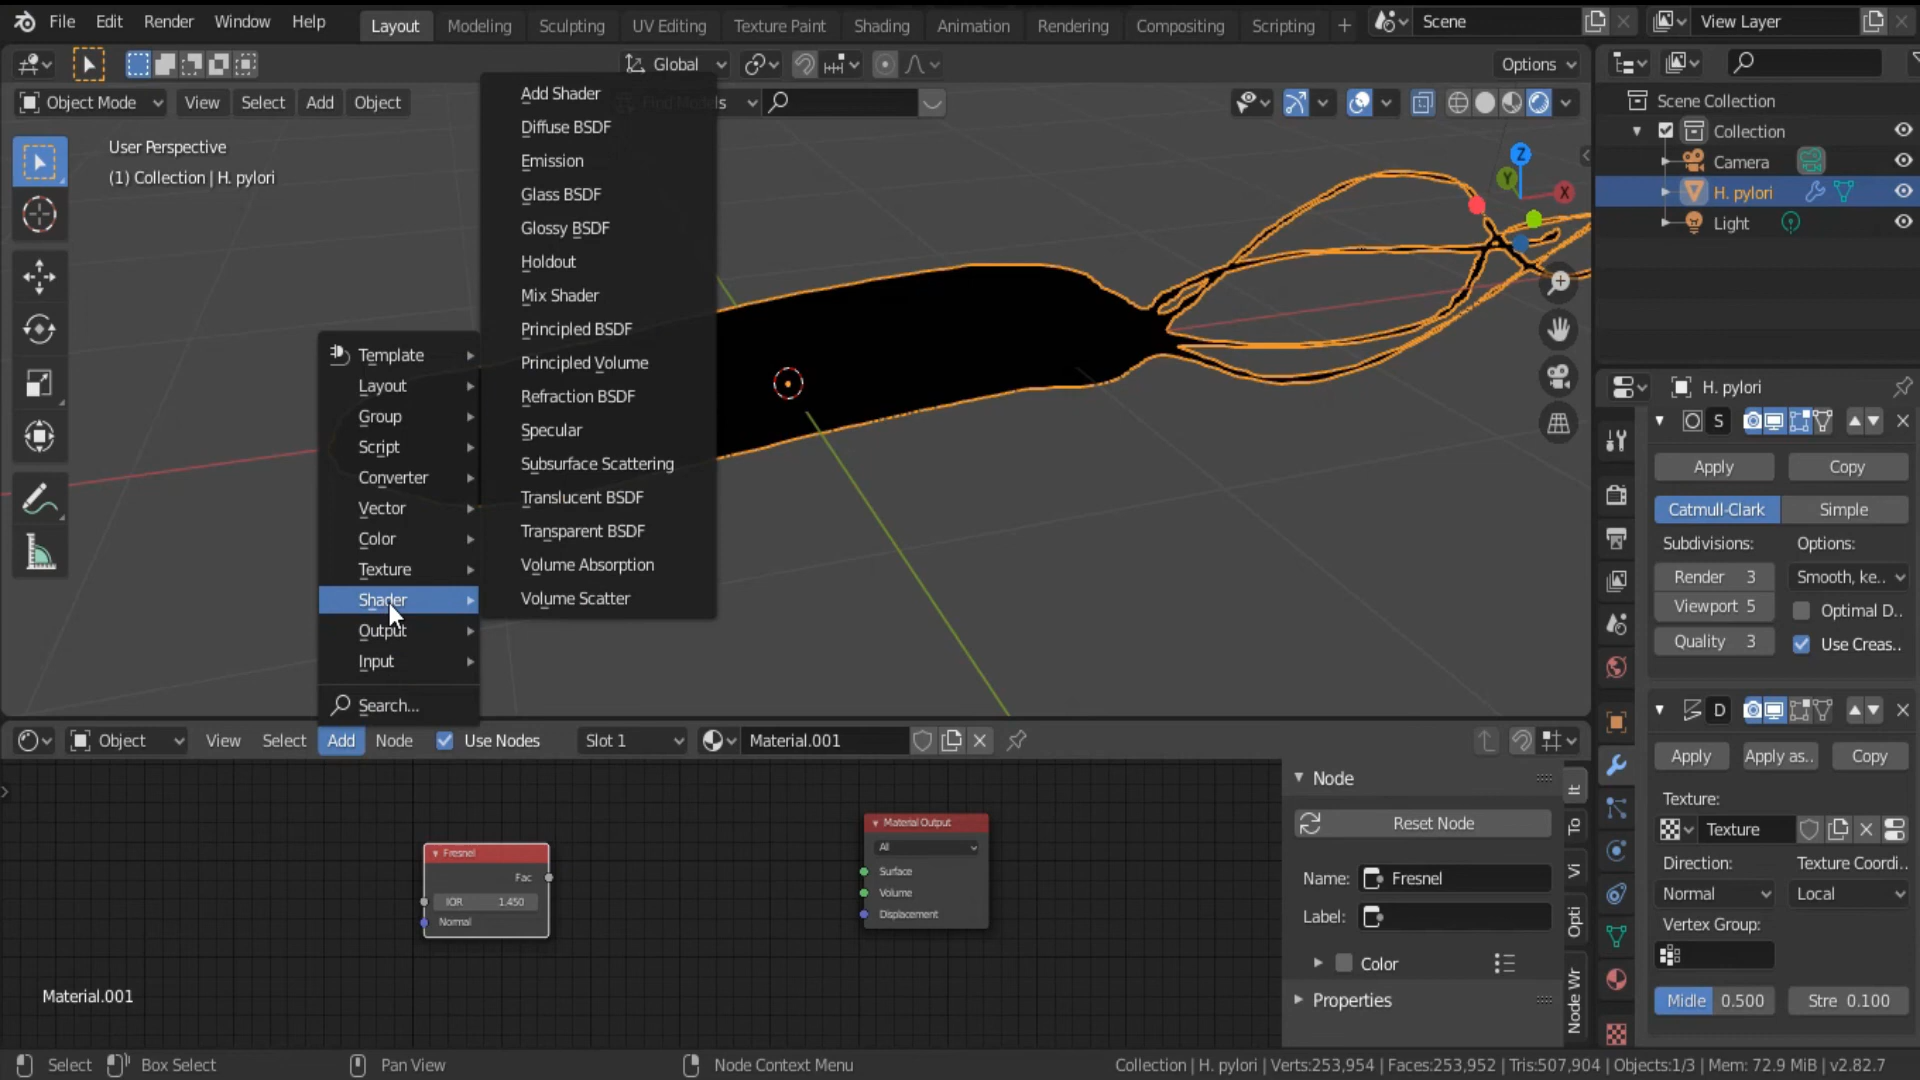 File Edit Render Window Help Layout Modeling Sculpting UV Editing Texture Paint Shading Animation Rendering Compositing Scripting + Scene View Layer
Global Options
Object Mode View Select Add Object
User Perspective
(1) Collection | H. pylori
Z
Y
X
Scene Collection
Collection
Camera
H. pylori
Light
Add Shader
Diffuse BSDF
Emission
Glass BSDF
Glossy BSDF
Holdout
Mix Shader
Principled BSDF
Principled Volume
Refraction BSDF
Specular
Subsurface Scattering
Translucent BSDF
Transparent BSDF
Volume Absorption
Volume Scatter
Template
Layout
Group
Script
Converter
Vector
Color
Texture
Shader
Output
Input
Search...
H. pylori
S
Apply Copy
Catmull-Clark Simple
Subdivisions: Options:
Render 3 Smooth, ke..
Viewport 5 Optimal D..
Quality 3 Use Creas..
D
Apply Apply as.. Copy
Texture:
Texture
Direction: Texture Coordi..
Normal Local
Vertex Group:
Midle 0.500 Stre 0.100
Object View Select Add Node Use Nodes Slot 1 Material.001
Fresnel
Fac
IOR 1.450
Normal
Material Output
All
Surface
Volume
Displacement
Node
Reset Node
Name: Fresnel
Label:
Color
Properties
It
To
Vi
Opti
Node Wr
Material.001
Select Box Select Pan View Node Context Menu Collection | H. pylori | Verts:253,954 | Faces:253,952 | Tris:507,904 | Objects:1/3 | Mem: 72.9 MiB | v2.82.7